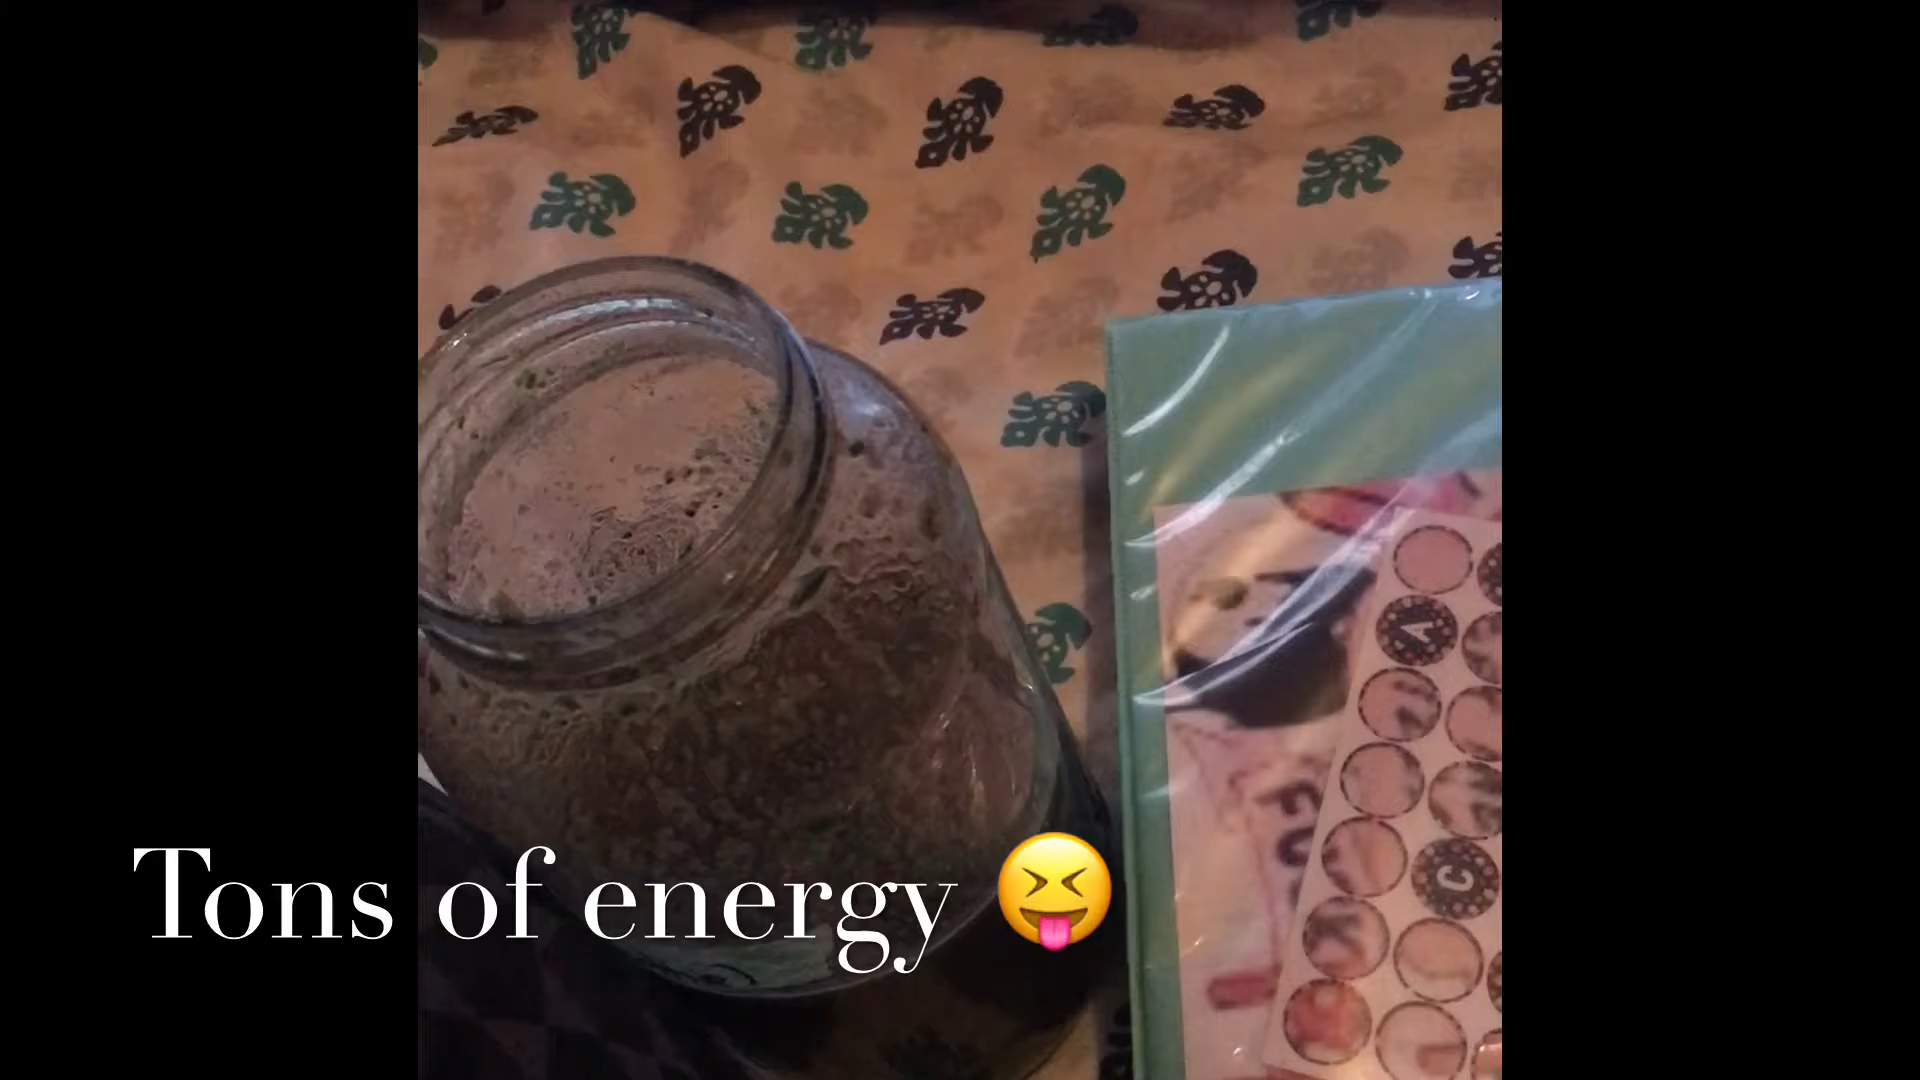 Tons of energy 😝
V
C